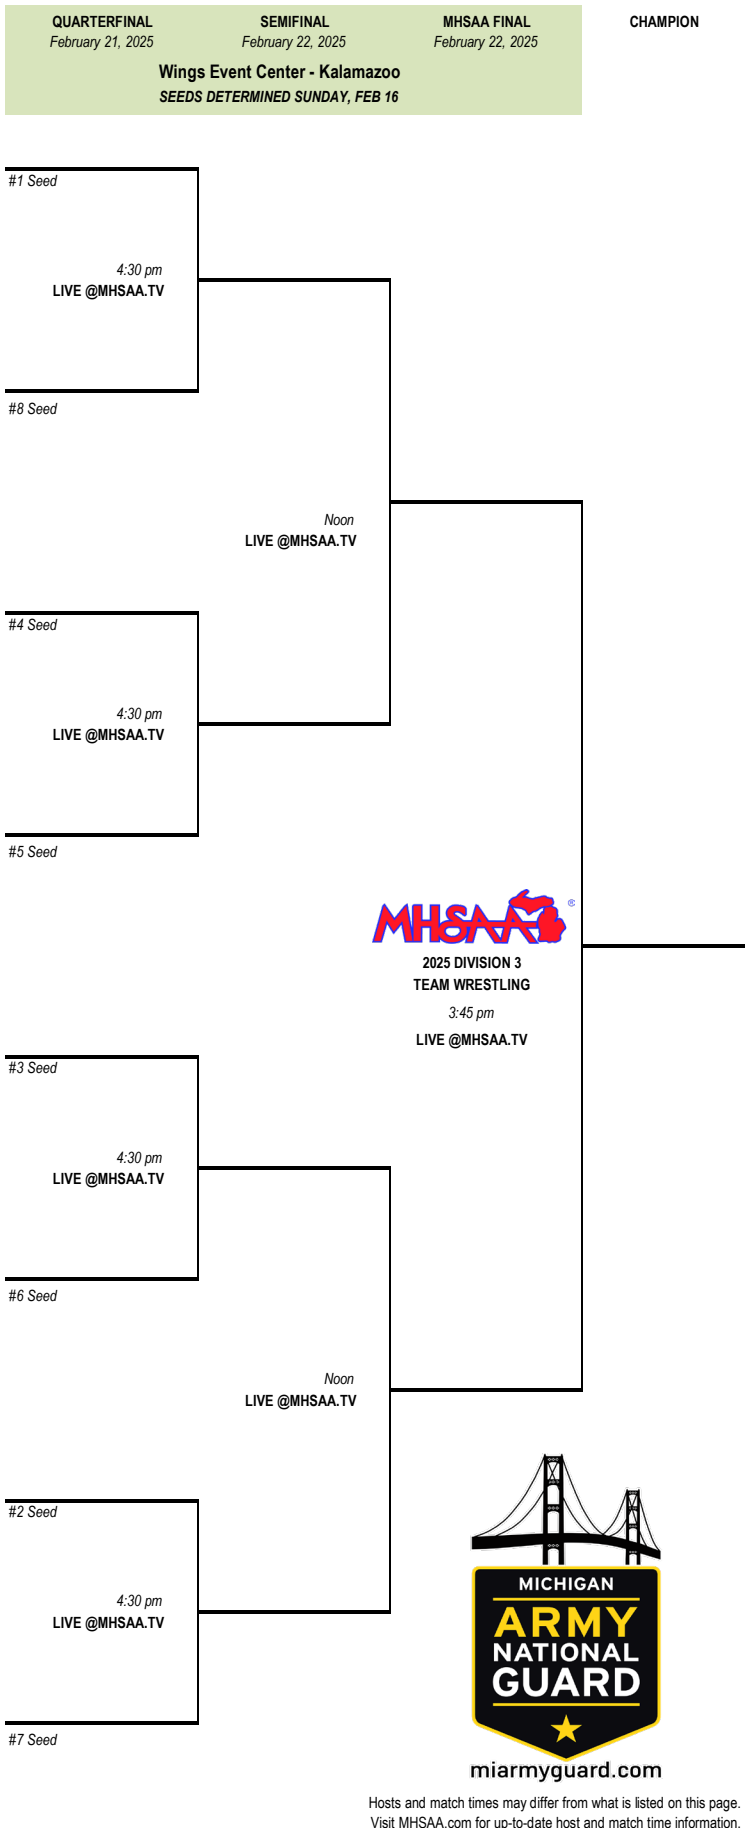 QUARTERFINAL
February 21, 2025
SEMIFINAL
February 22, 2025
MHSAA FINAL
February 22, 2025
CHAMPION
Wings Event Center - Kalamazoo
SEEDS DETERMINED SUNDAY, FEB 16
#1 Seed
4:30 pm
LIVE @MHSAA.TV
#8 Seed
Noon
LIVE @MHSAA.TV
#4 Seed
4:30 pm
LIVE @MHSAA.TV
#5 Seed
MHSAA ®
2025 DIVISION 3
TEAM WRESTLING
3:45 pm
LIVE @MHSAA.TV
#3 Seed
4:30 pm
LIVE @MHSAA.TV
#6 Seed
Noon
LIVE @MHSAA.TV
#2 Seed
4:30 pm
LIVE @MHSAA.TV
#7 Seed
MICHIGAN
ARMY
NATIONAL
GUARD
miarmyguard.com
Hosts and match times may differ from what is listed on this page.
Visit MHSAA.com for up-to-date host and match time information.